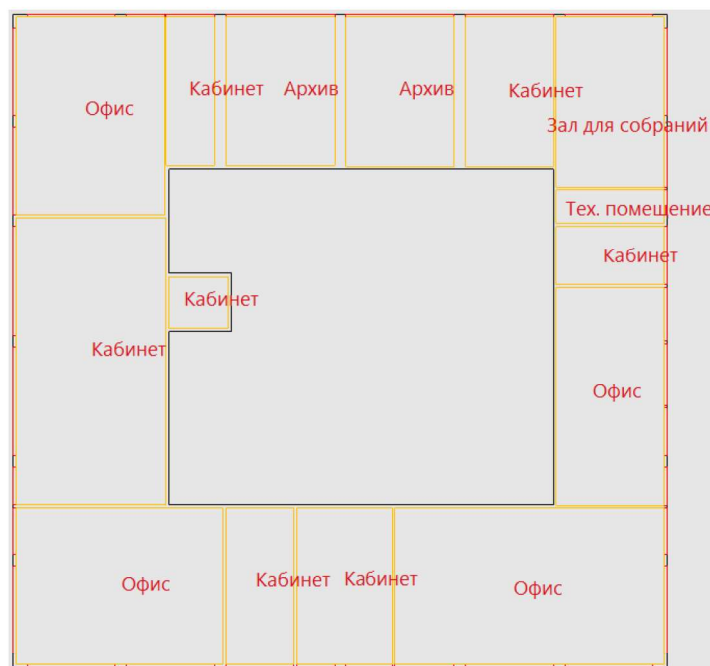 Кабинет
Архив
Архив
Кабинет
Офис
Зал для собраний
Тех. помещение
Кабинет
Кабинет
Кабинет
Офис
Офис
Кабинет
Кабинет
Офис